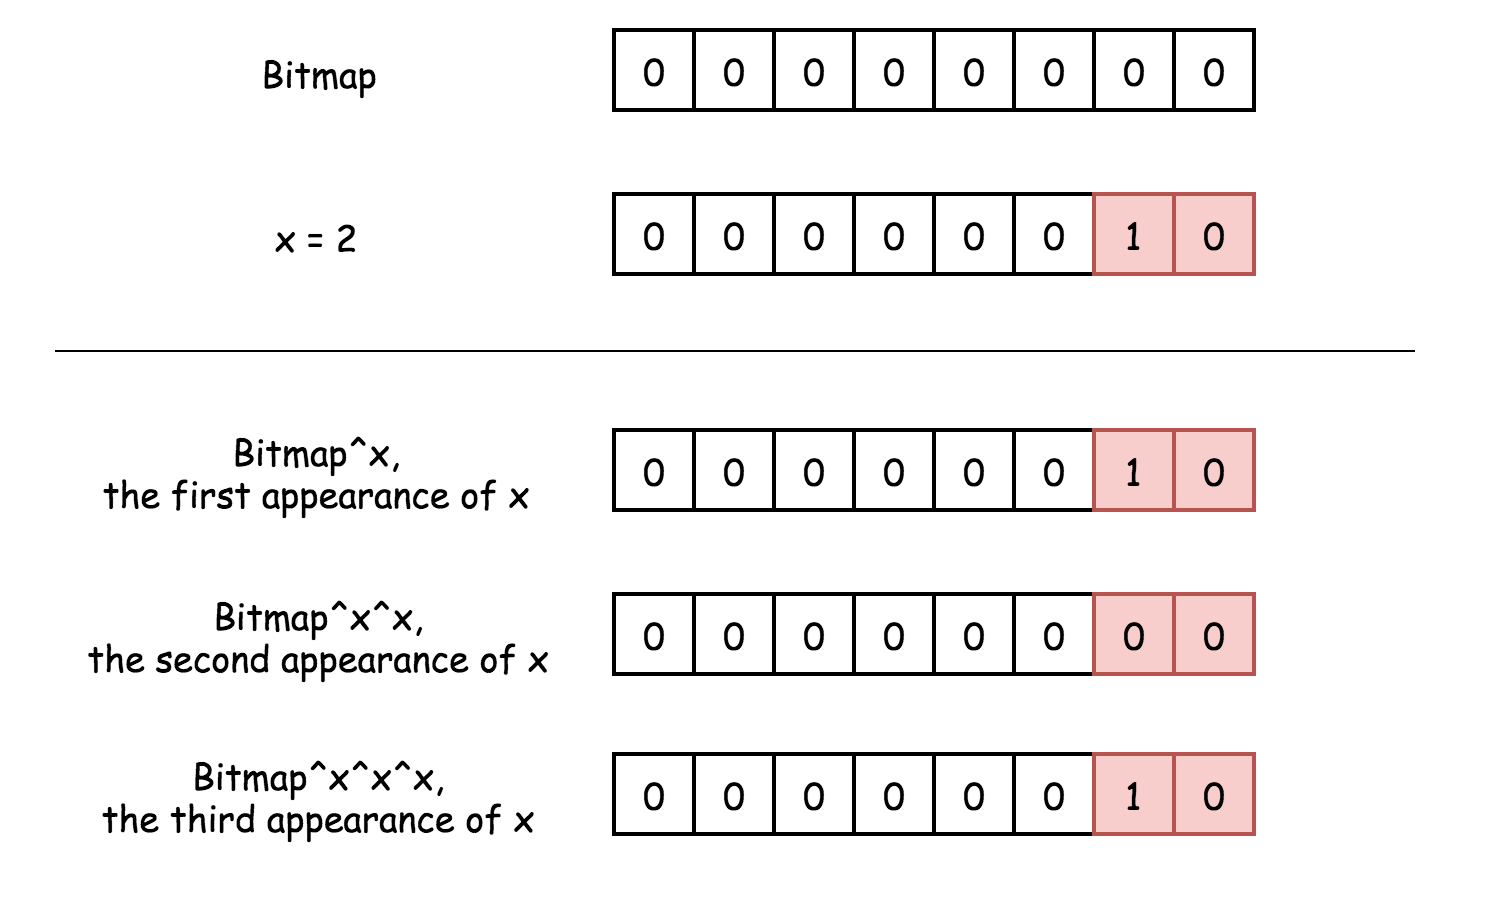 Bitmap 0 0 0 0 0 0 0 0
x = 2 0 0 0 0 0 0 1 0
Bitmap^x,
the first appearance of x 0 0 0 0 0 0 1 0
Bitmap^x^x,
the second appearance of x 0 0 0 0 0 0 0 0
Bitmap^x^x^x,
the third appearance of x 0 0 0 0 0 0 1 0